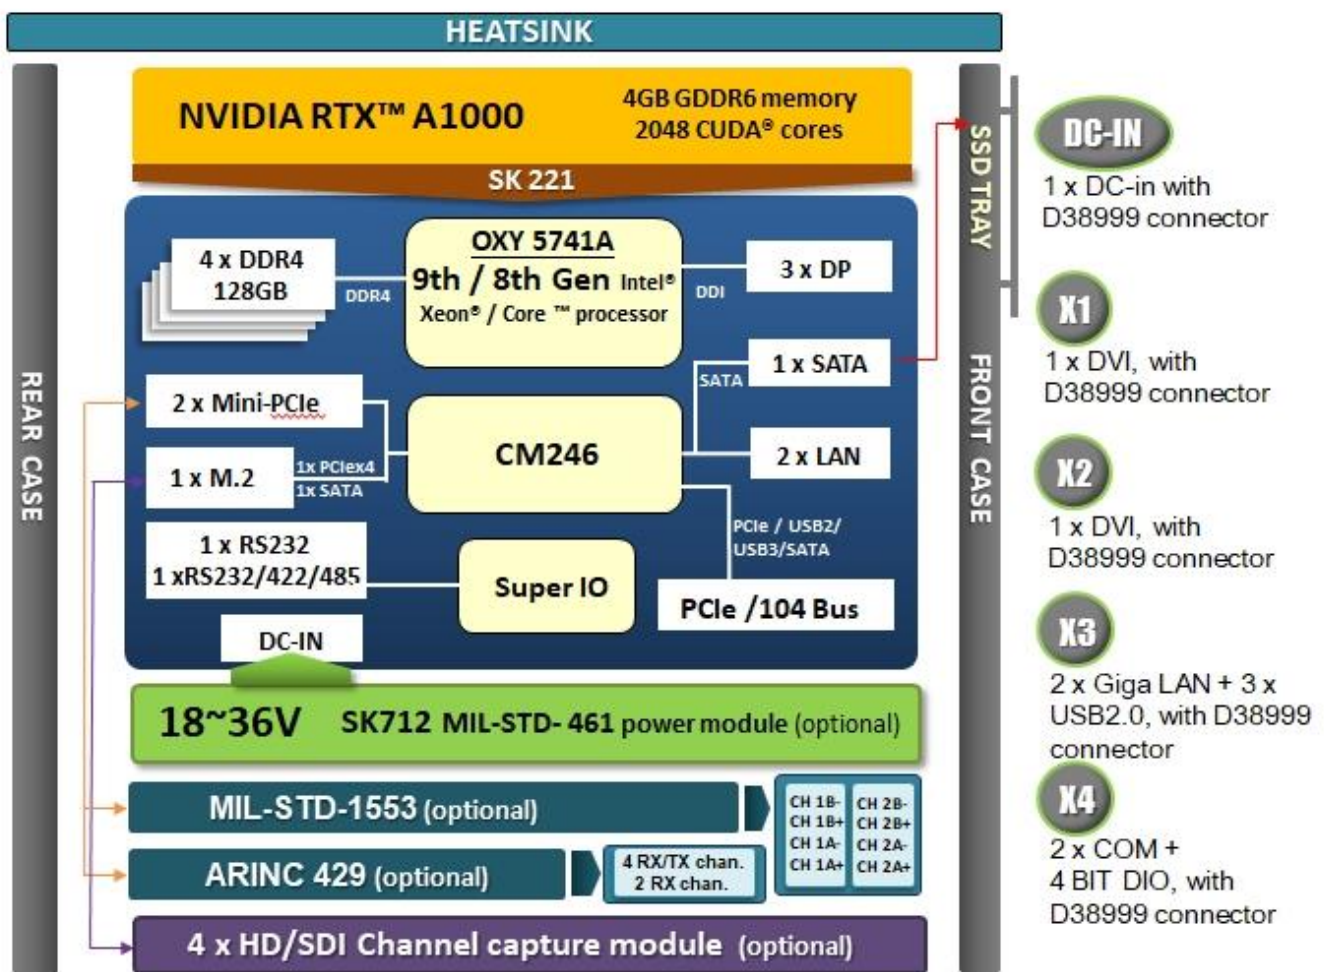 HEATSINK
NVIDIA RTX™ A1000
4GB GDDR6 memory
2048 CUDA® cores
SK 221
REAR CASE
SSD TRAY
FRONT CASE
4 x DDR4
128GB
DDR4
OXY 5741A
9th / 8th Gen Intel®
Xeon® / Core ™ processor
DDI
3 x DP
SATA
1 x SATA
2 x Mini-PCIe
1 x M.2
1x PCIex4
1x SATA
CM246
2 x LAN
PCIe / USB2/
USB3/SATA
1 x RS232
1 xRS232/422/485
Super IO
PCIe /104 Bus
DC-IN
18~36V SK712 MIL-STD- 461 power module (optional)
MIL-STD-1553 (optional)
CH 1B-
CH 1B+
CH 1A-
CH 1A+
CH 2B-
CH 2B+
CH 2A-
CH 2A+
ARINC 429 (optional)
4 RX/TX chan.
2 RX chan.
4 x HD/SDI Channel capture module (optional)
DC-IN
1 x DC-in with
D38999 connector
X1
1 x DVI, with
D38999 connector
X2
1 x DVI, with
D38999 connector
X3
2 x Giga LAN + 3 x
USB2.0, with D38999
connector
X4
2 x COM +
4 BIT DIO, with
D38999 connector